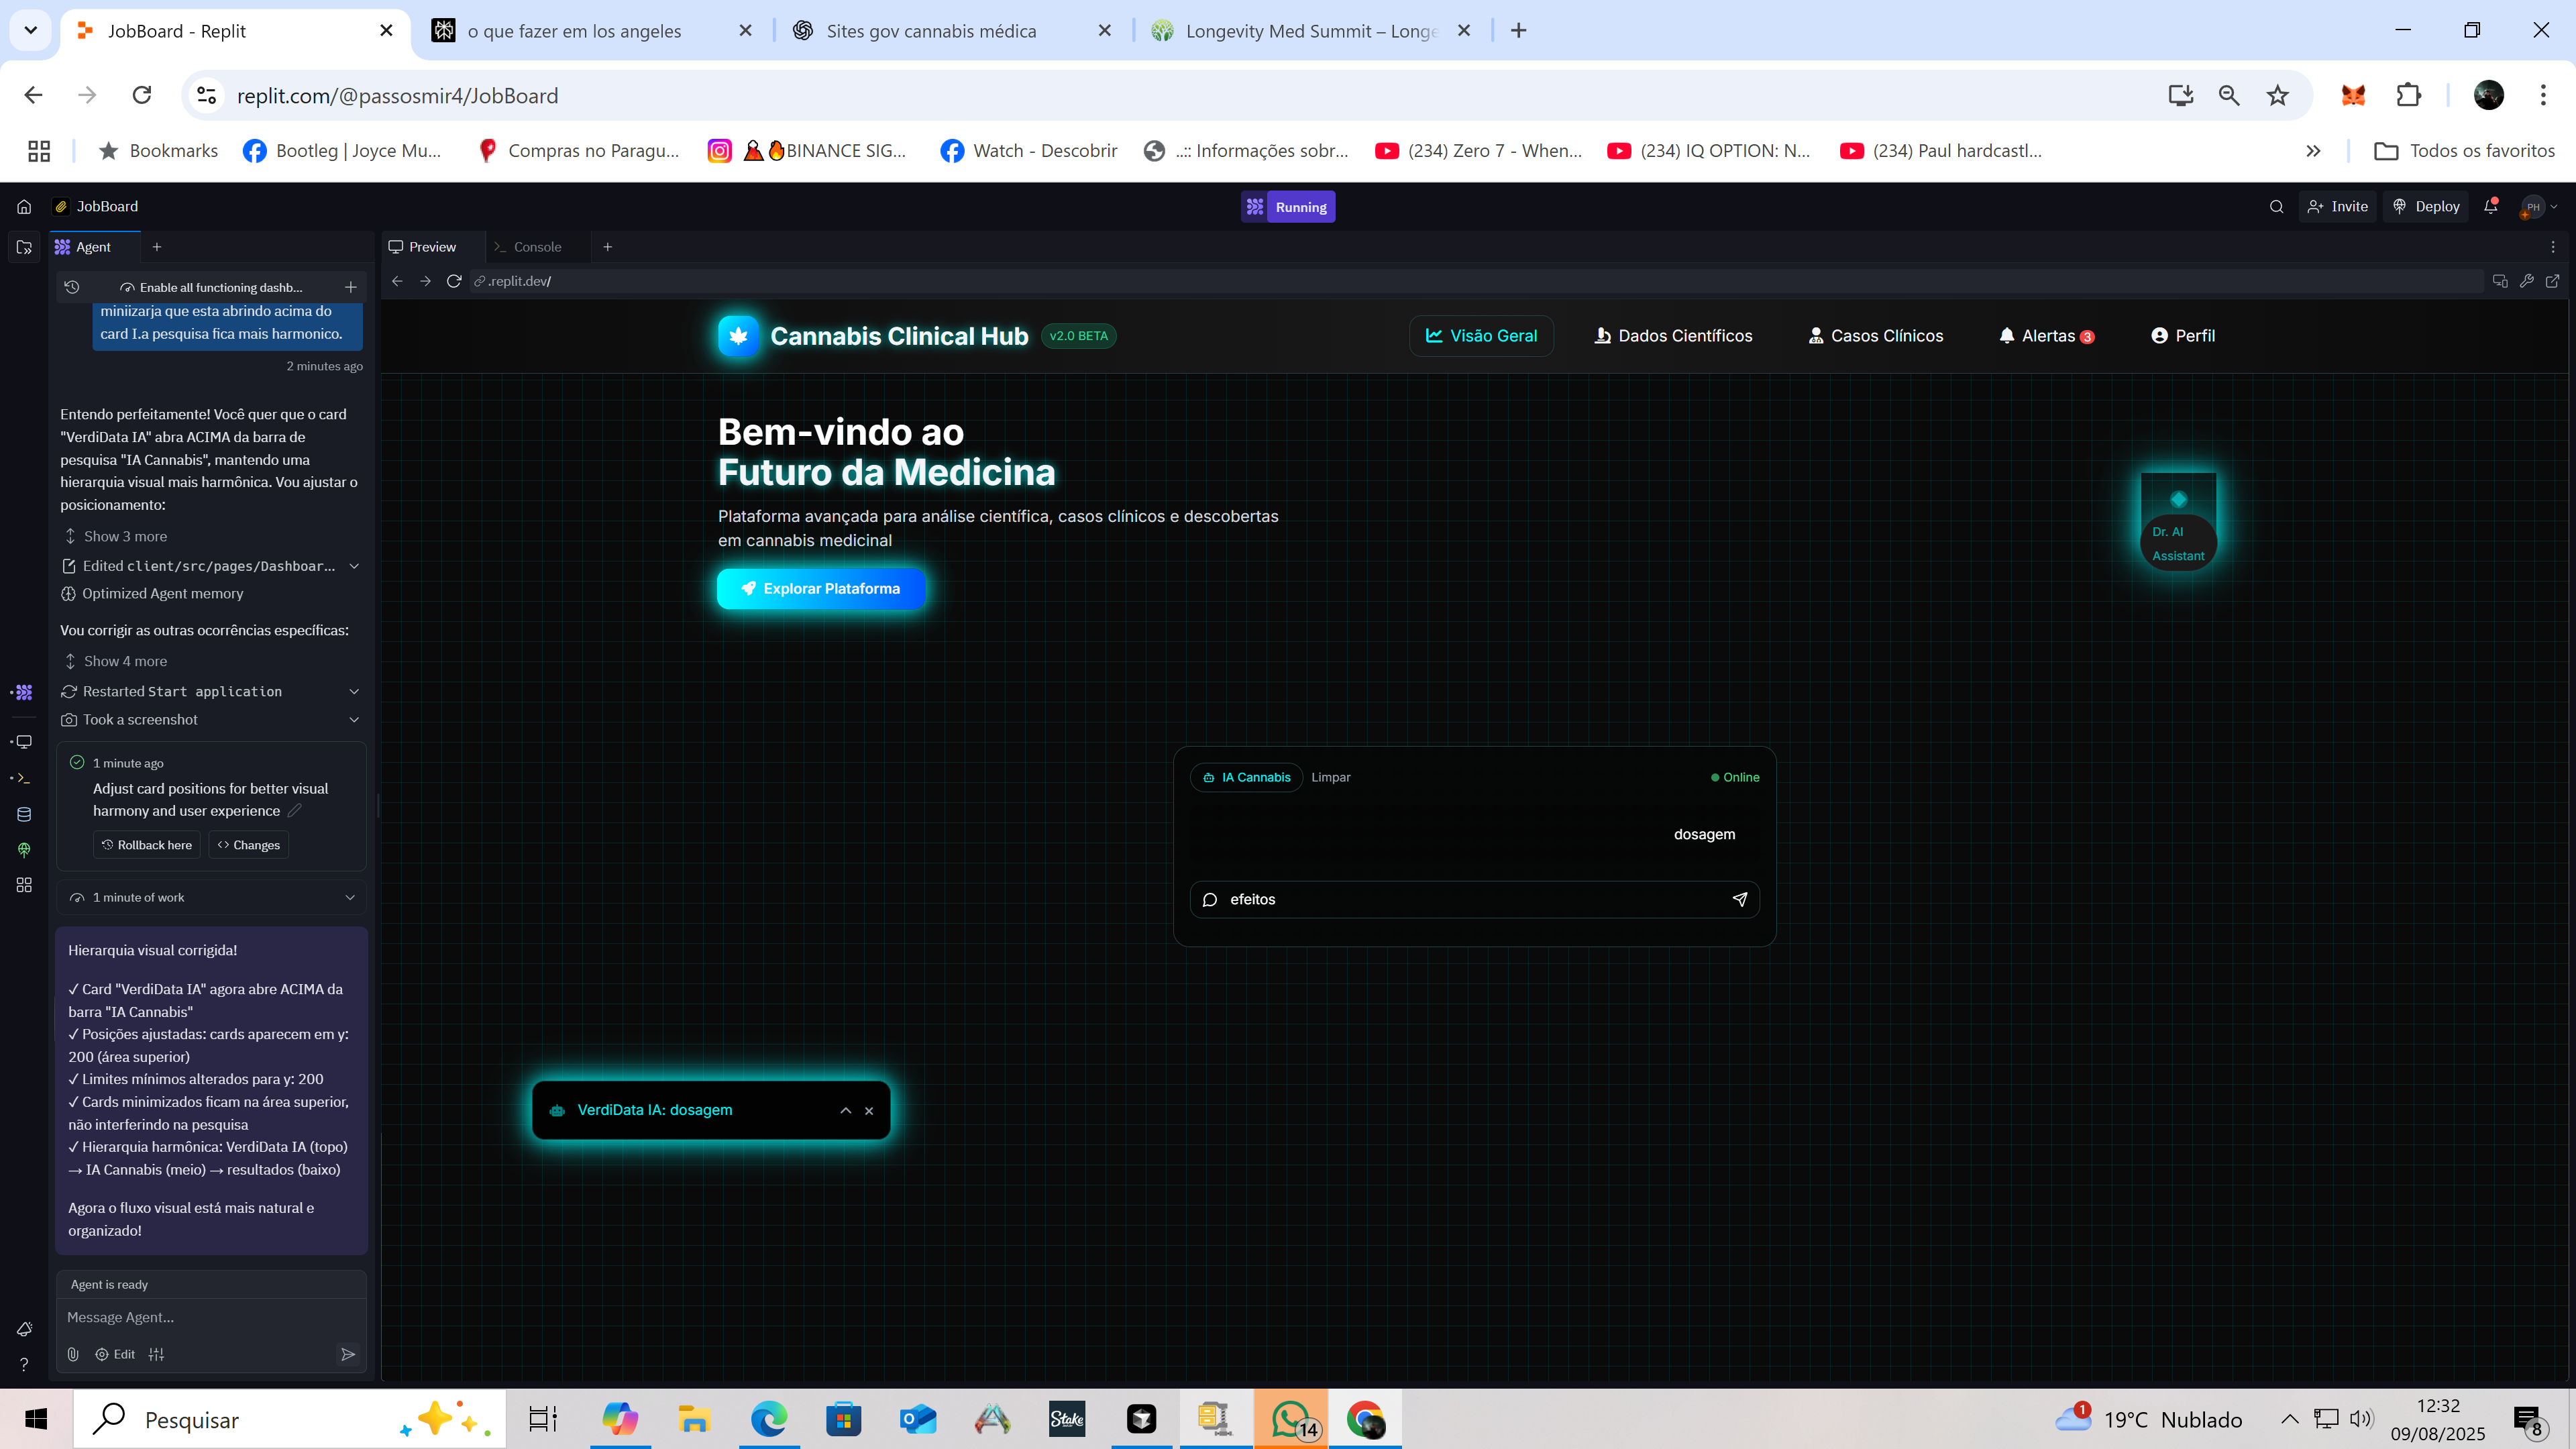 JobBoard - Replit
o que fazer em los angeles
Sites gov cannabis médica
Longevity Med Summit – Longe
replit.com/@passosmir4/JobBoard
Bookmarks
Bootleg | Joyce Mu...
Compras no Paragu...
BINANCE SIG...
Watch - Descobrir
..:: Informações sobr...
(234) Zero 7 - When...
(234) IQ OPTION: N...
(234) Paul hardcastl...
Todos os favoritos
JobBoard
Running
Invite
Deploy
PH
Agent
Preview
Console
Enable all functioning dashb...
.replit.dev/
miniizarja que esta abrindo acima do
card I.a pesquisa fica mais harmonico.
2 minutes ago
Entendo perfeitamente! Você quer que o card
"VerdiData IA" abra ACIMA da barra de
pesquisa "IA Cannabis", mantendo uma
hierarquia visual mais harmônica. Vou ajustar o
posicionamento:
Show 3 more
Edited client/src/pages/Dashboar...
Optimized Agent memory
Vou corrigir as outras ocorrências específicas:
Show 4 more
Restarted Start application
Took a screenshot
1 minute ago
Adjust card positions for better visual
harmony and user experience
Rollback here
Changes
1 minute of work
Hierarquia visual corrigida!
✓ Card "VerdiData IA" agora abre ACIMA da
barra "IA Cannabis"
✓ Posições ajustadas: cards aparecem em y:
200 (área superior)
✓ Limites mínimos alterados para y: 200
✓ Cards minimizados ficam na área superior,
não interferindo na pesquisa
✓ Hierarquia harmônica: VerdiData IA (topo)
→ IA Cannabis (meio) → resultados (baixo)
Agora o fluxo visual está mais natural e
organizado!
Agent is ready
Message Agent...
Edit
Cannabis Clinical Hub
v2.0 BETA
Visão Geral
Dados Científicos
Casos Clínicos
Alertas 3
Perfil
Bem-vindo ao
Futuro da Medicina
Plataforma avançada para análise científica, casos clínicos e descobertas
em cannabis medicinal
Explorar Plataforma
Dr. AI
Assistant
IA Cannabis
Limpar
Online
dosagem
efeitos
VerdiData IA: dosagem
Pesquisar
Stake
14
1
19°C Nublado
12:32
09/08/2025
8